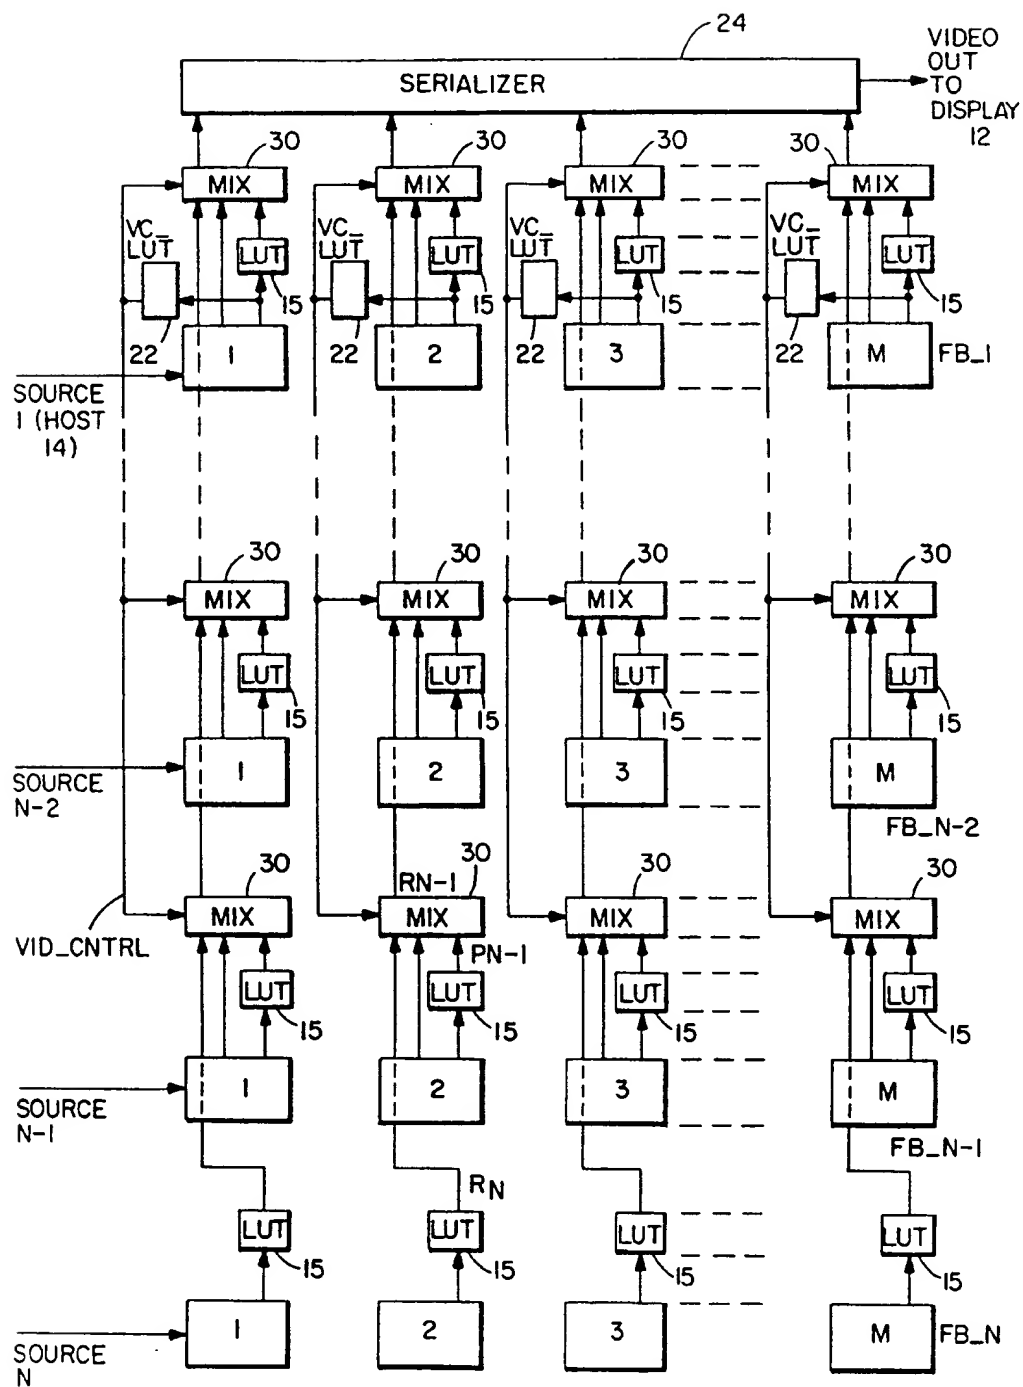 24
SERIALIZER
VIDEO
OUT
TO
DISPLAY
12
30 30 30 30
MIX MIX MIX MIX
VC_
LUT
VC_
LUT
VC_
LUT
VC_
LUT
LUT LUT LUT LUT
15 15 15 15
22 22 22 22
1 2 3 M FB_1
SOURCE
1 (HOST
14)
30 30 30 30
MIX MIX MIX MIX
LUT LUT LUT LUT
15 15 15 15
1 2 3 M
SOURCE
N-2
FB_N-2
30 30 30 30
RN-1
MIX MIX MIX MIX
VID_CNTRL
PN-1
LUT LUT LUT LUT
15 15 15 15
1 2 3 M
SOURCE
N-1
FB_N-1
RN
LUT LUT LUT LUT
15 15 15 15
1 2 3 M FB_N
SOURCE
N